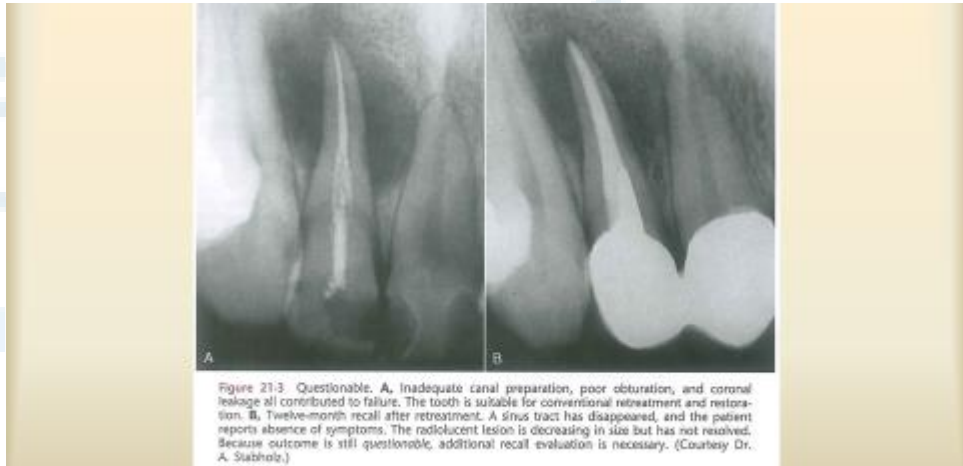 A
B
Figure 21-3 Questionable. A, Inadequate canal preparation, poor obturation, and coronal
leakage all contributed to failure. The tooth is suitable for conventional retreatment and restora-
tion. B, Twelve-month recall after retreatment. A sinus tract has disappeared, and the patient
reports absence of symptoms. The radiolucent lesion is decreasing in size but has not resolved.
Because outcome is still questionable, additional recall evaluation is necessary. (Courtesy Dr.
A. Stabholz.)